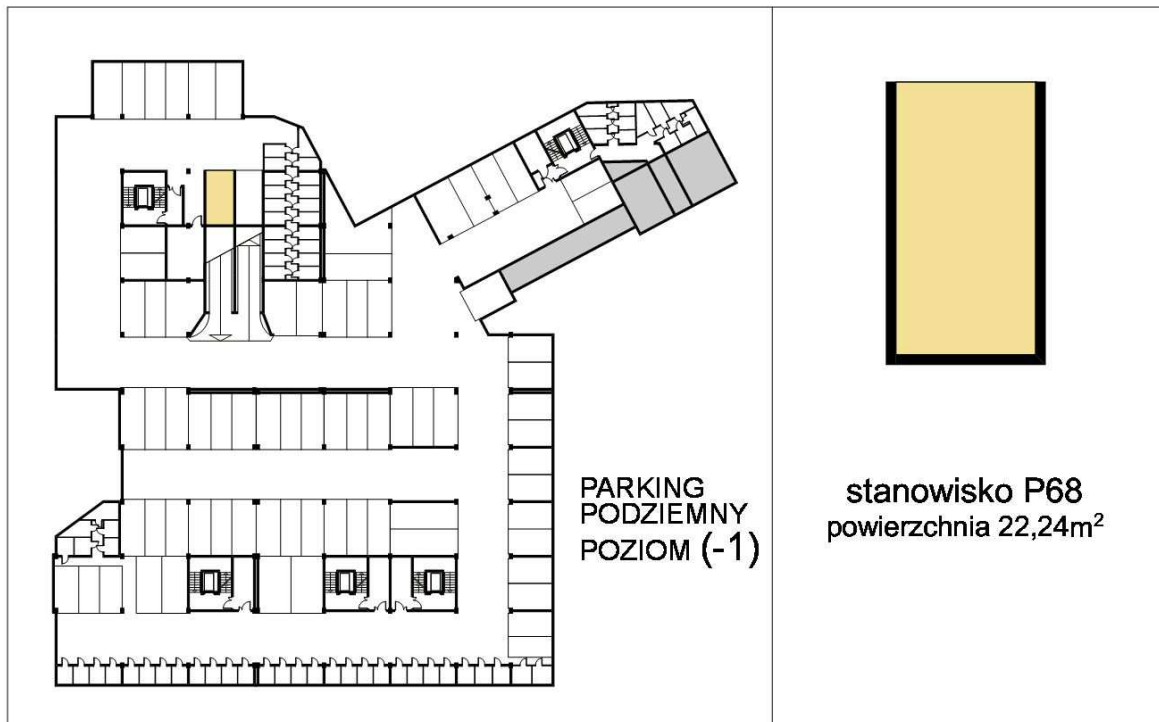 PARKING
PODZIEMNY
POZIOM (-1)
stanowisko P68
powierzchnia 22,24m²